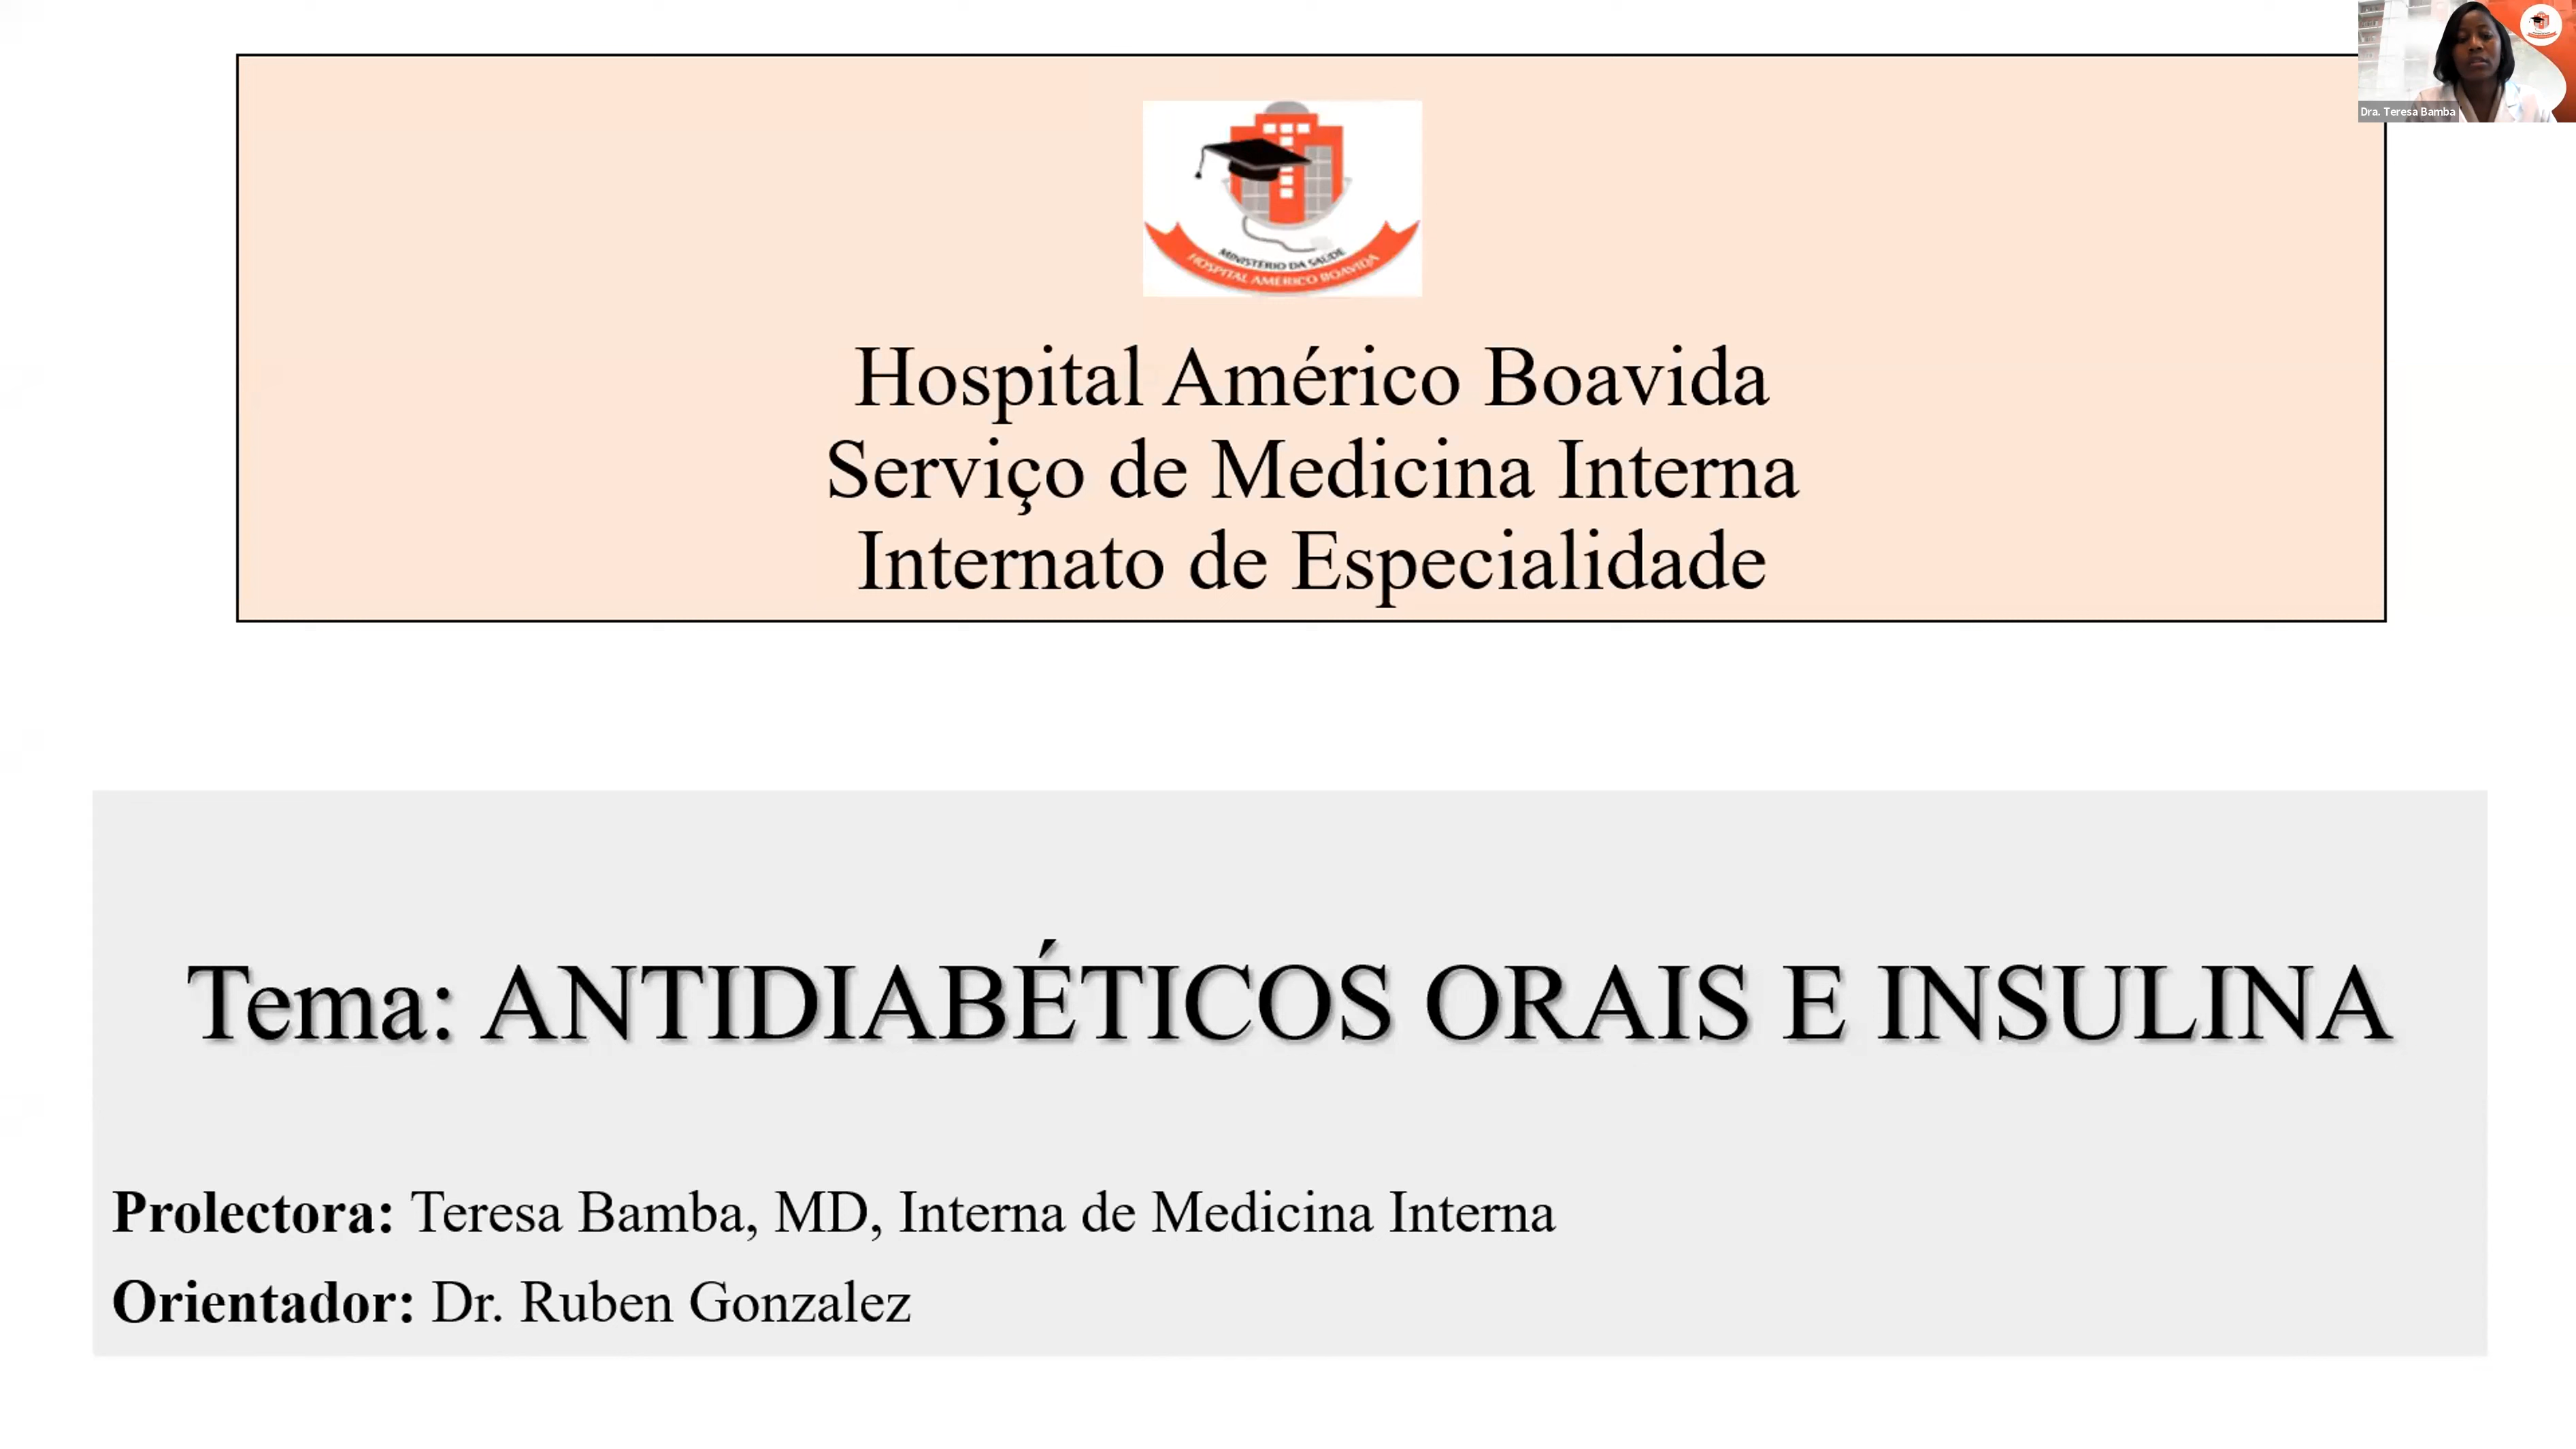 Dra. Teresa Bamba
MINISTÉRIO DA SAÚDE
HOSPITAL AMÉRICO BOAVIDA
Hospital Américo Boavida
Serviço de Medicina Interna
Internato de Especialidade
Tema: ANTIDIABÉTICOS ORAIS E INSULINA
Prolectora: Teresa Bamba, MD, Interna de Medicina Interna
Orientador: Dr. Ruben Gonzalez